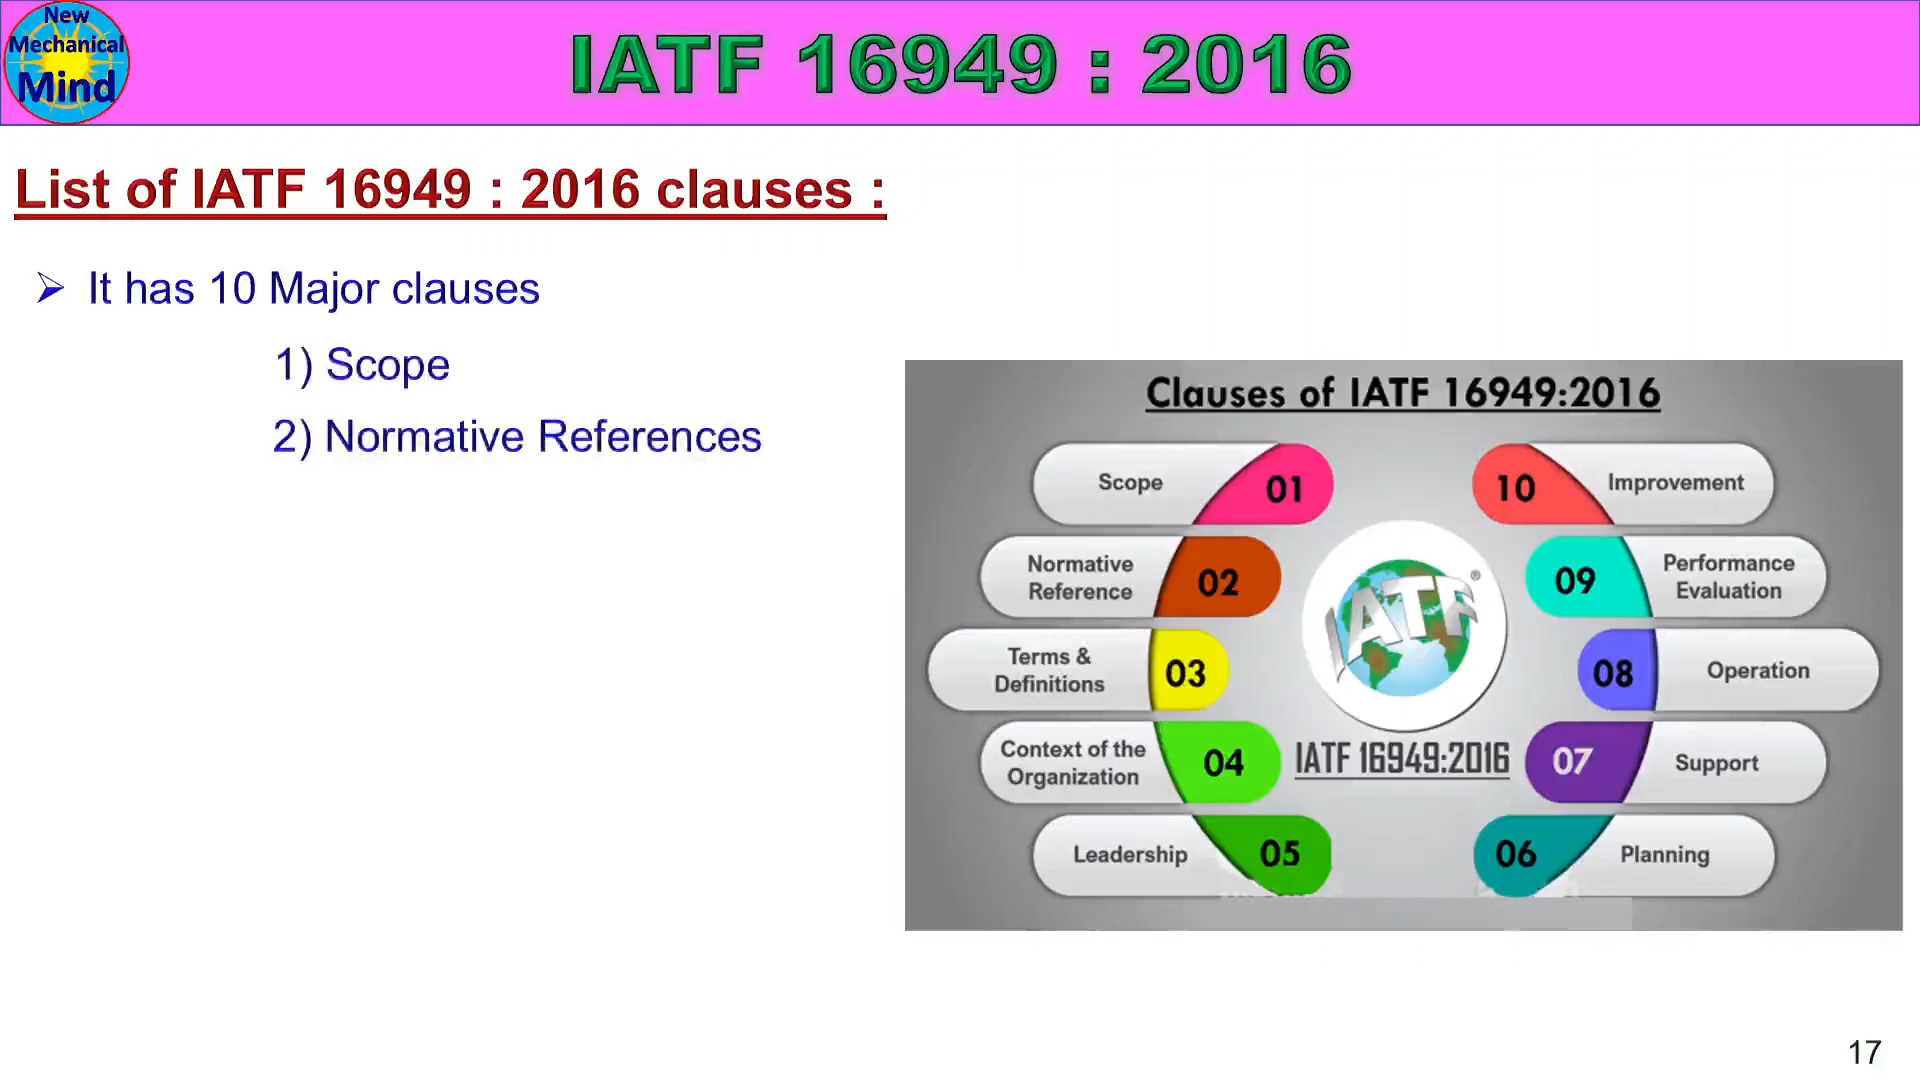 New
Mechanical
Mind
IATF 16949 : 2016
List of IATF 16949 : 2016 clauses :
➢ It has 10 Major clauses
1) Scope
2) Normative References
Clauses of IATF 16949:2016
Scope 01
Normative
Reference 02
Terms &
Definitions 03
Context of the
Organization 04
Leadership 05
10 Improvement
09 Performance
Evaluation
08 Operation
07 Support
06 Planning
IATF ®
IATF 16949:2016
17